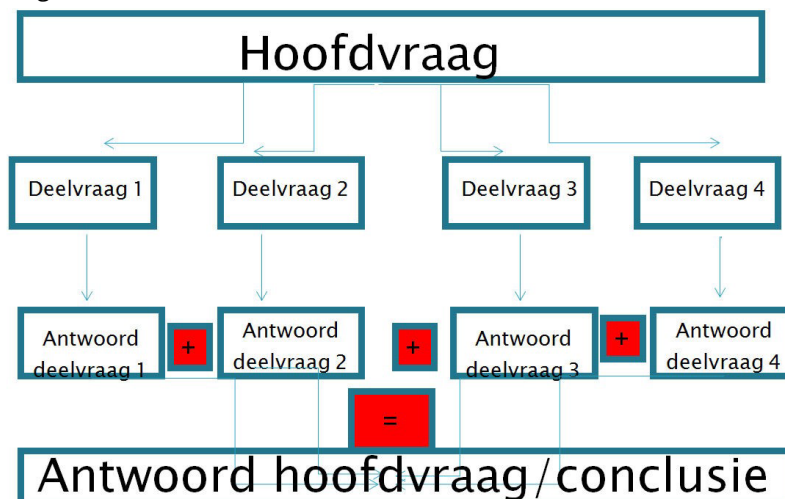 Hoofdvraag
Deelvraag 1
Deelvraag 2
Deelvraag 3
Deelvraag 4
Antwoord
deelvraag 1
+
Antwoord
deelvraag 2
+
Antwoord
deelvraag 3
+
Antwoord
deelvraag 4
=
Antwoord hoofdvraag/conclusie